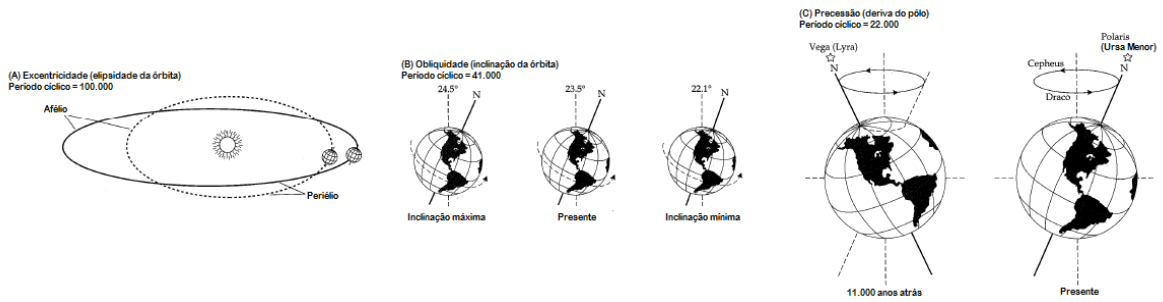 (A) Excentricidade (elipsidade da órbita)
Período cíclico = 100.000
Afélio
Periélio
(B) Obliquidade (inclinação da órbita)
Período cíclico = 41.000
24.5°
N
Inclinação máxima
23.5°
N
Presente
22.1°
N
Inclinação mínima
(C) Precessão (deriva do pólo)
Período cíclico = 22.000
Vega (Lyra)
N
11.000 anos atrás
Polaris
(Ursa Menor)
N
Cepheus
Draco
Presente